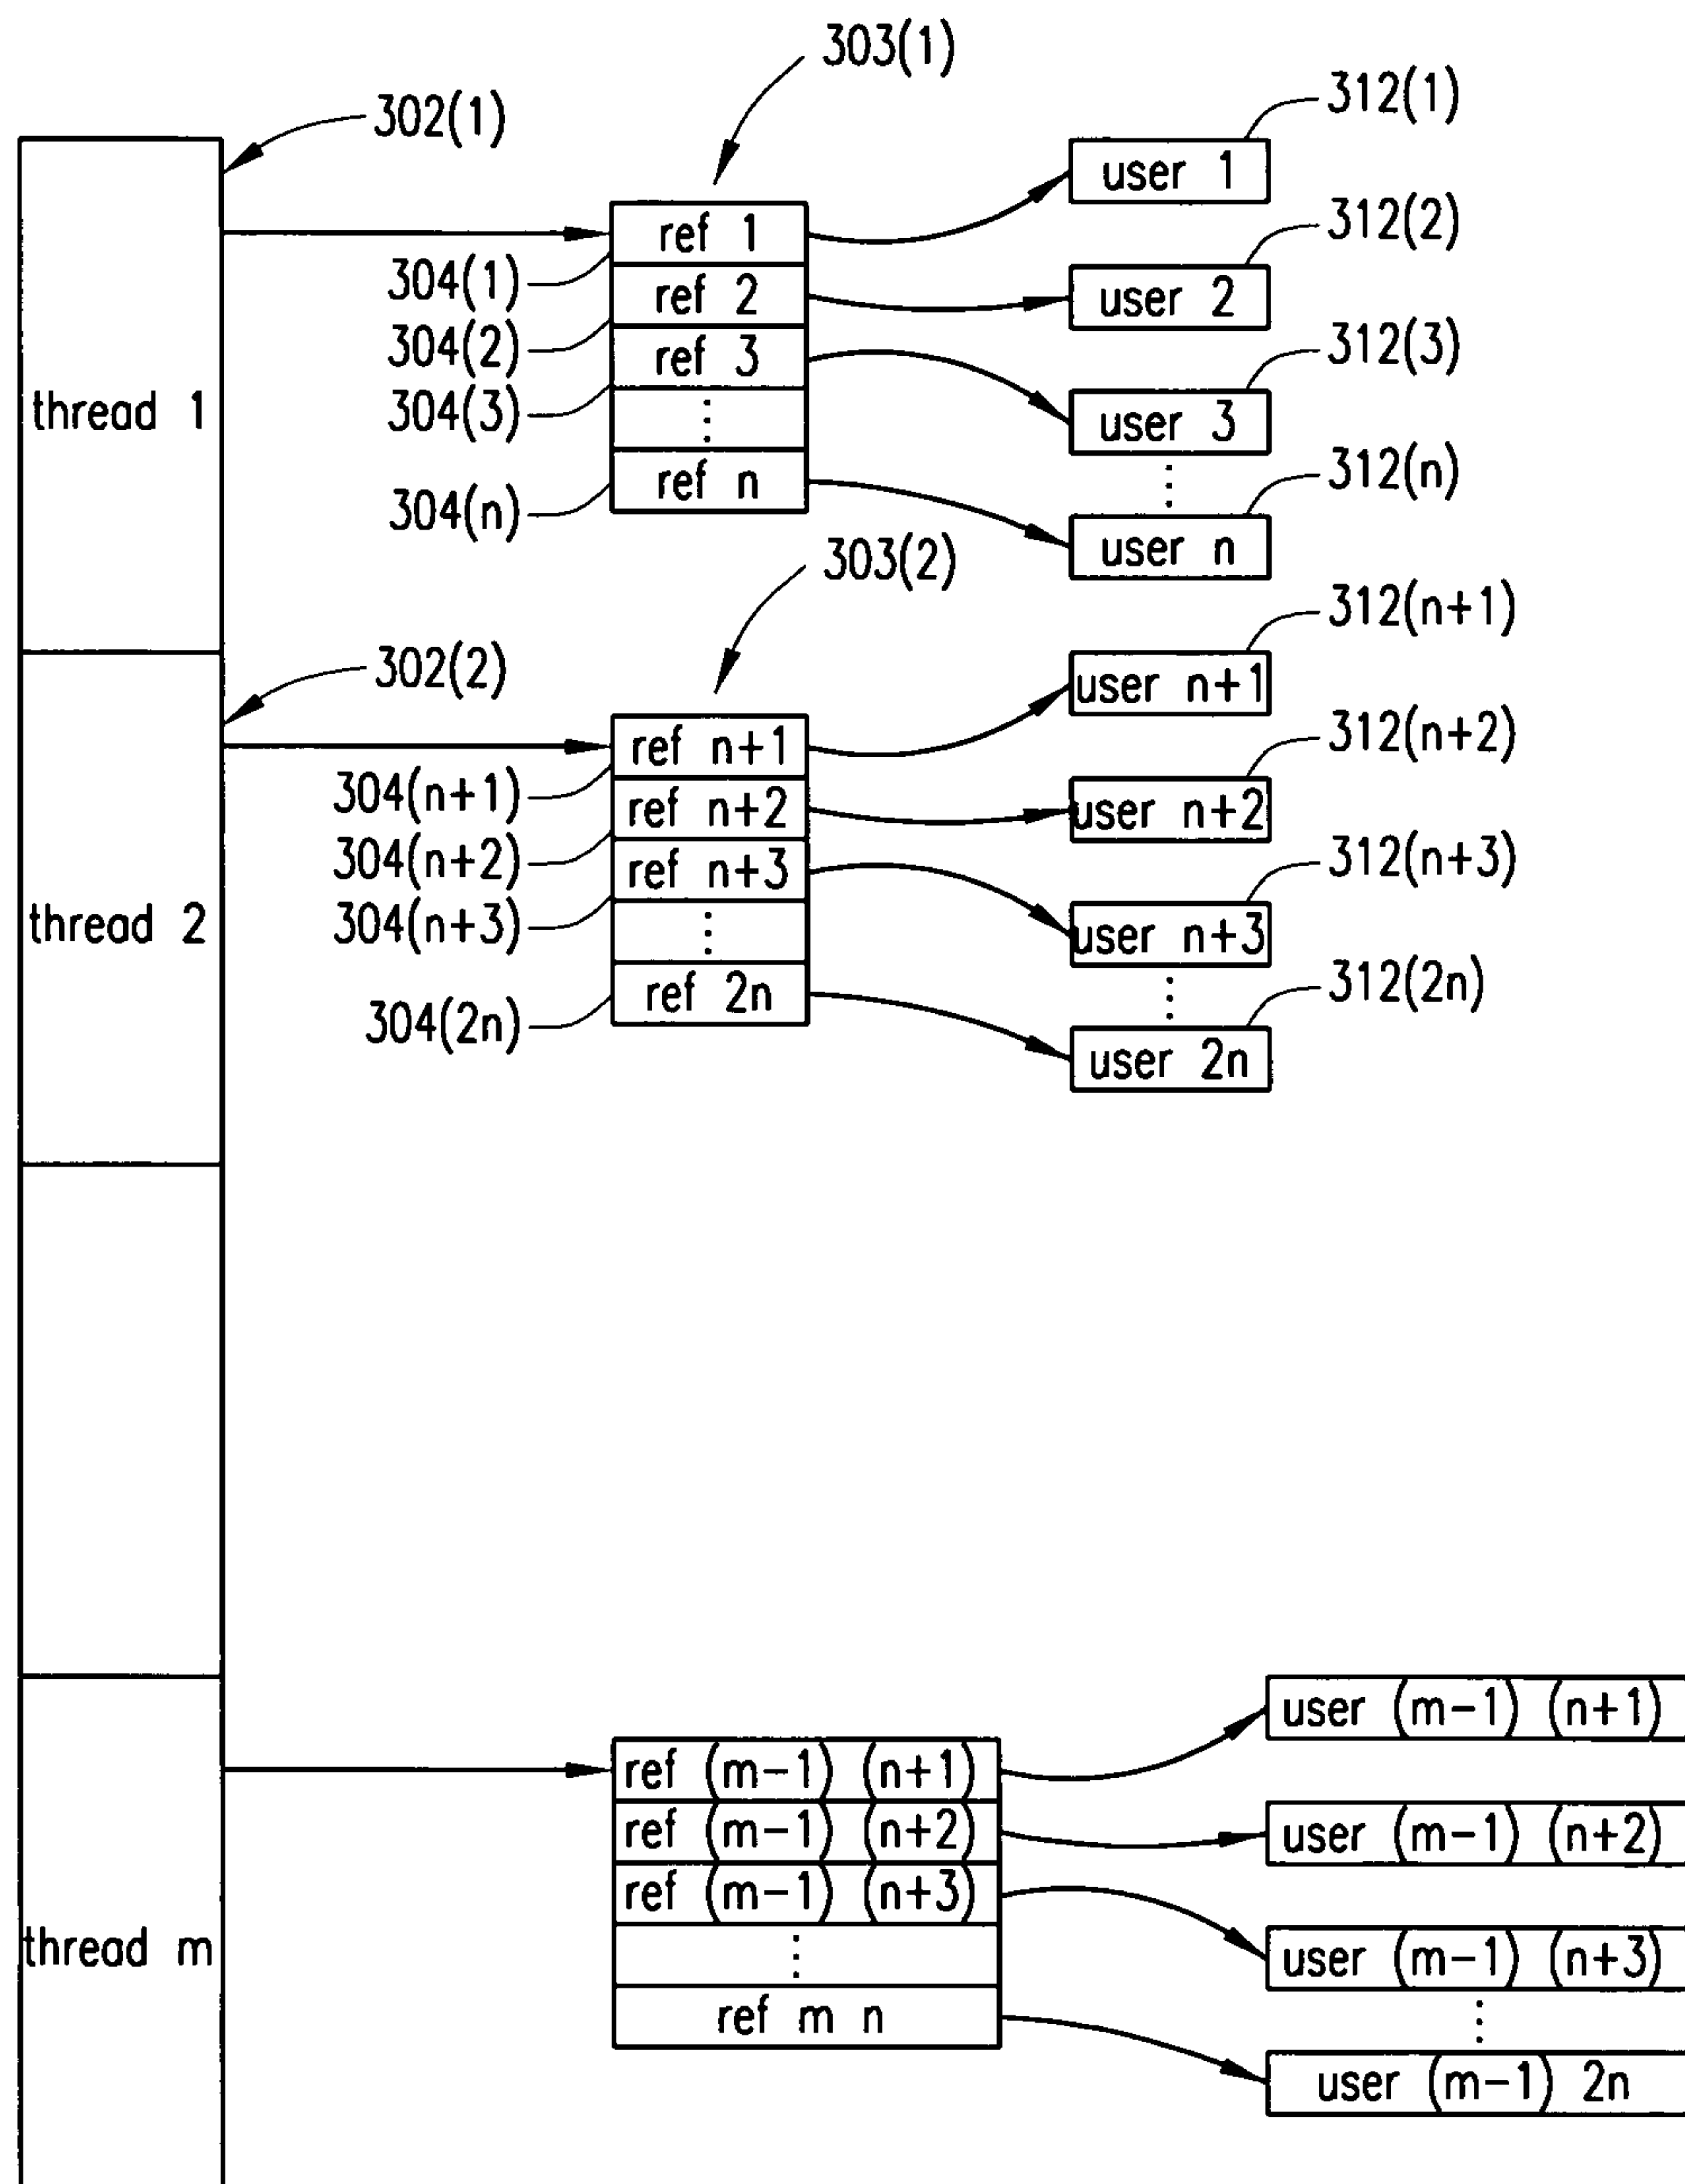 303(1)
312(1)
302(1)
user 1
312(2)
ref 1
304(1)
ref 2
user 2
304(2)
ref 3
312(3)
thread 1
304(3)
⋮
user 3
⋮
312(n)
ref n
304(n)
user n
303(2)
312(n+1)
302(2)
user n+1
312(n+2)
ref n+1
304(n+1)
ref n+2
user n+2
304(n+2)
ref n+3
312(n+3)
thread 2
304(n+3)
⋮
user n+3
⋮
312(2n)
ref 2n
304(2n)
user 2n
user (m-1) (n+1)
ref (m-1) (n+1)
ref (m-1) (n+2)
user (m-1) (n+2)
ref (m-1) (n+3)
thread m
⋮
user (m-1) (n+3)
⋮
ref m n
user (m-1) 2n